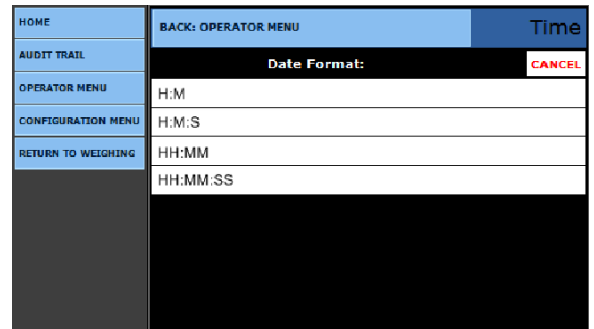 HOME
AUDIT TRAIL
OPERATOR MENU
CONFIGURATION MENU
RETURN TO WEIGHING
BACK: OPERATOR MENU
Time
Date Format:
CANCEL
H:M
H:M:S
HH:MM
HH:MM:SS